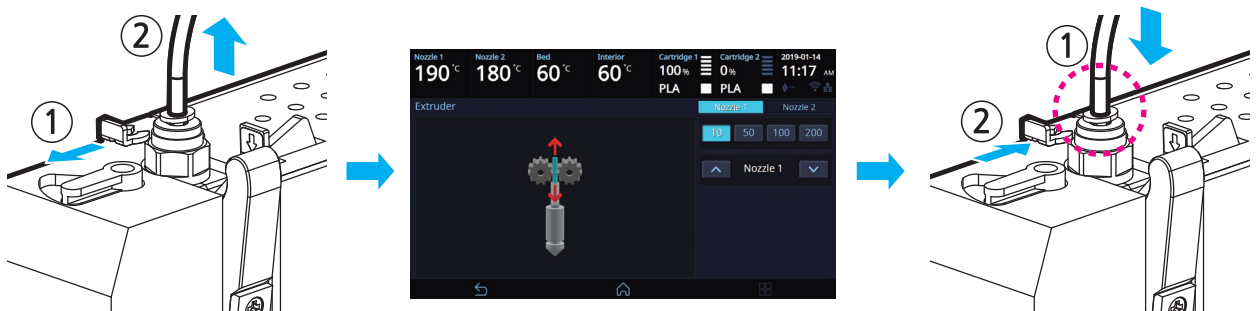 ②
①
Nozzle 1 Nozzle 2 Bed Interior Cartridge 1 Cartridge 2 2019-01-14
190 °C 180 °C 60 °C 60 °C 100 % 0 % 11:17 AM
PLA PLA
Extruder Nozzle 1 Nozzle 2
10 50 100 200
Nozzle 1
①
②